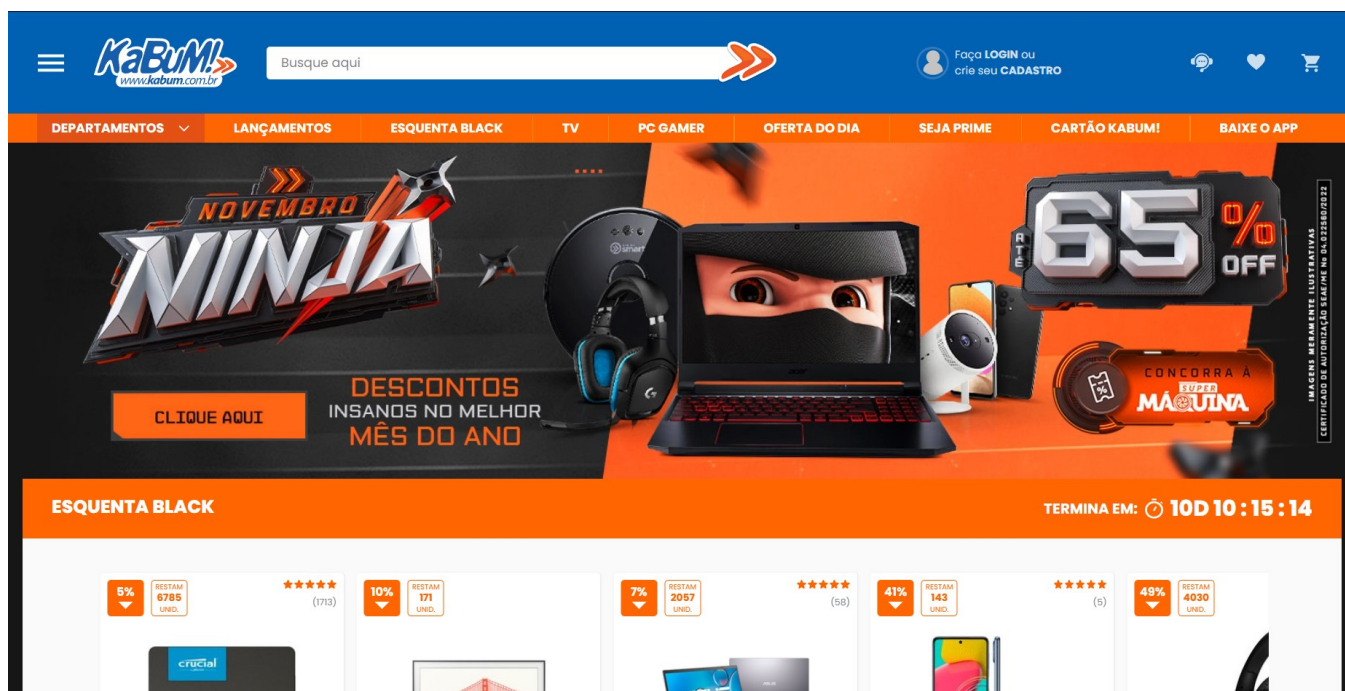 KaBuM!
www.kabum.com.br
Busque aqui
Faça LOGIN ou
crie seu CADASTRO
DEPARTAMENTOS
LANÇAMENTOS
ESQUENTA BLACK
TV
PC GAMER
OFERTA DO DIA
SEJA PRIME
CARTÃO KABUM!
BAIXE O APP
NOVEMBRO
NINJA
CLIQUE AQUI
DESCONTOS
INSANOS NO MELHOR
MÊS DO ANO
smart
G
acer
ATÉ
65%
OFF
CONCORRA À
SUPER
MÁQUINA
IMAGENS MERAMENTE ILUSTRATIVAS
CERTIFICADO DE AUTORIZAÇÃO SEAE/ME No 04.022560/2022
ESQUENTA BLACK
TERMINA EM: 10D 10 : 15 : 14
5%
RESTAM
6785
UNID.
(1713)
10%
RESTAM
171
UNID.
7%
RESTAM
2057
UNID.
(58)
41%
RESTAM
143
UNID.
(5)
49%
RESTAM
4030
UNID.
crucial